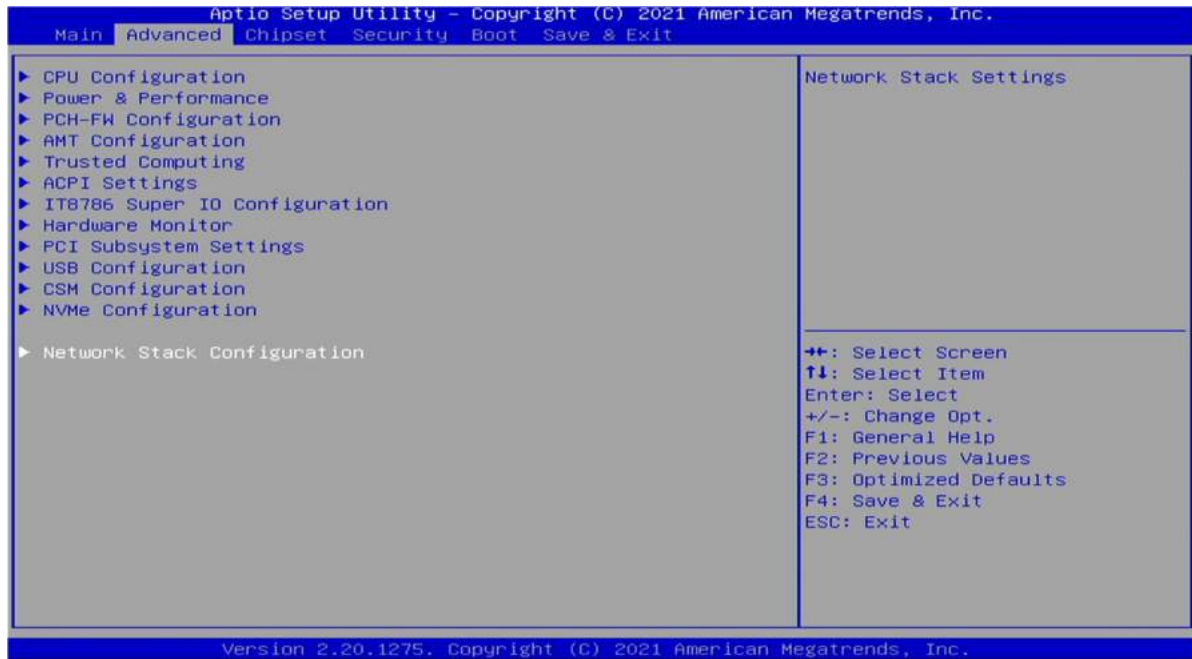 Aptio Setup Utility – Copyright (C) 2021 American Megatrends, Inc.
Main Advanced Chipset Security Boot Save & Exit
► CPU Configuration
► Power & Performance
► PCH-FW Configuration
► AMT Configuration
► Trusted Computing
► ACPI Settings
► IT8786 Super IO Configuration
► Hardware Monitor
► PCI Subsystem Settings
► USB Configuration
► CSM Configuration
► NVMe Configuration
► Network Stack Configuration
Network Stack Settings
→←: Select Screen
↑↓: Select Item
Enter: Select
+/-: Change Opt.
F1: General Help
F2: Previous Values
F3: Optimized Defaults
F4: Save & Exit
ESC: Exit
Version 2.20.1275. Copyright (C) 2021 American Megatrends, Inc.